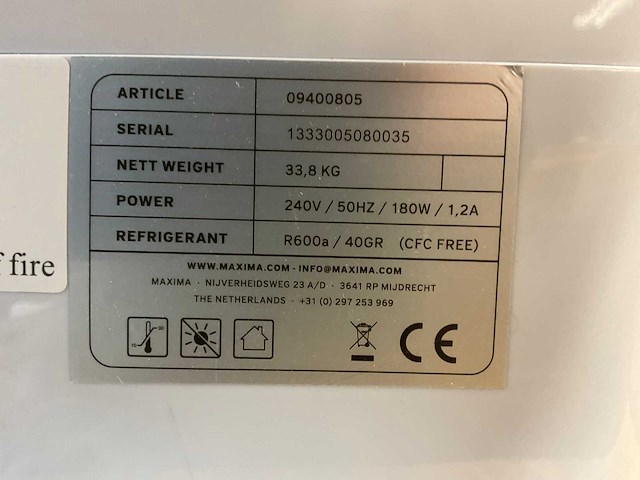 ARTICLE 09400805
SERIAL 1333005080035
NETT WEIGHT 33,8 KG
POWER 240V / 50HZ / 180W / 1,2A
REFRIGERANT R600a / 40GR (CFC FREE)
WWW.MAXIMA.COM - INFO@MAXIMA.COM
MAXIMA · NIJVERHEIDSWEG 23 A/D · 3641 RP MIJDRECHT
THE NETHERLANDS · +31 (0) 297 253 969
CE
fire